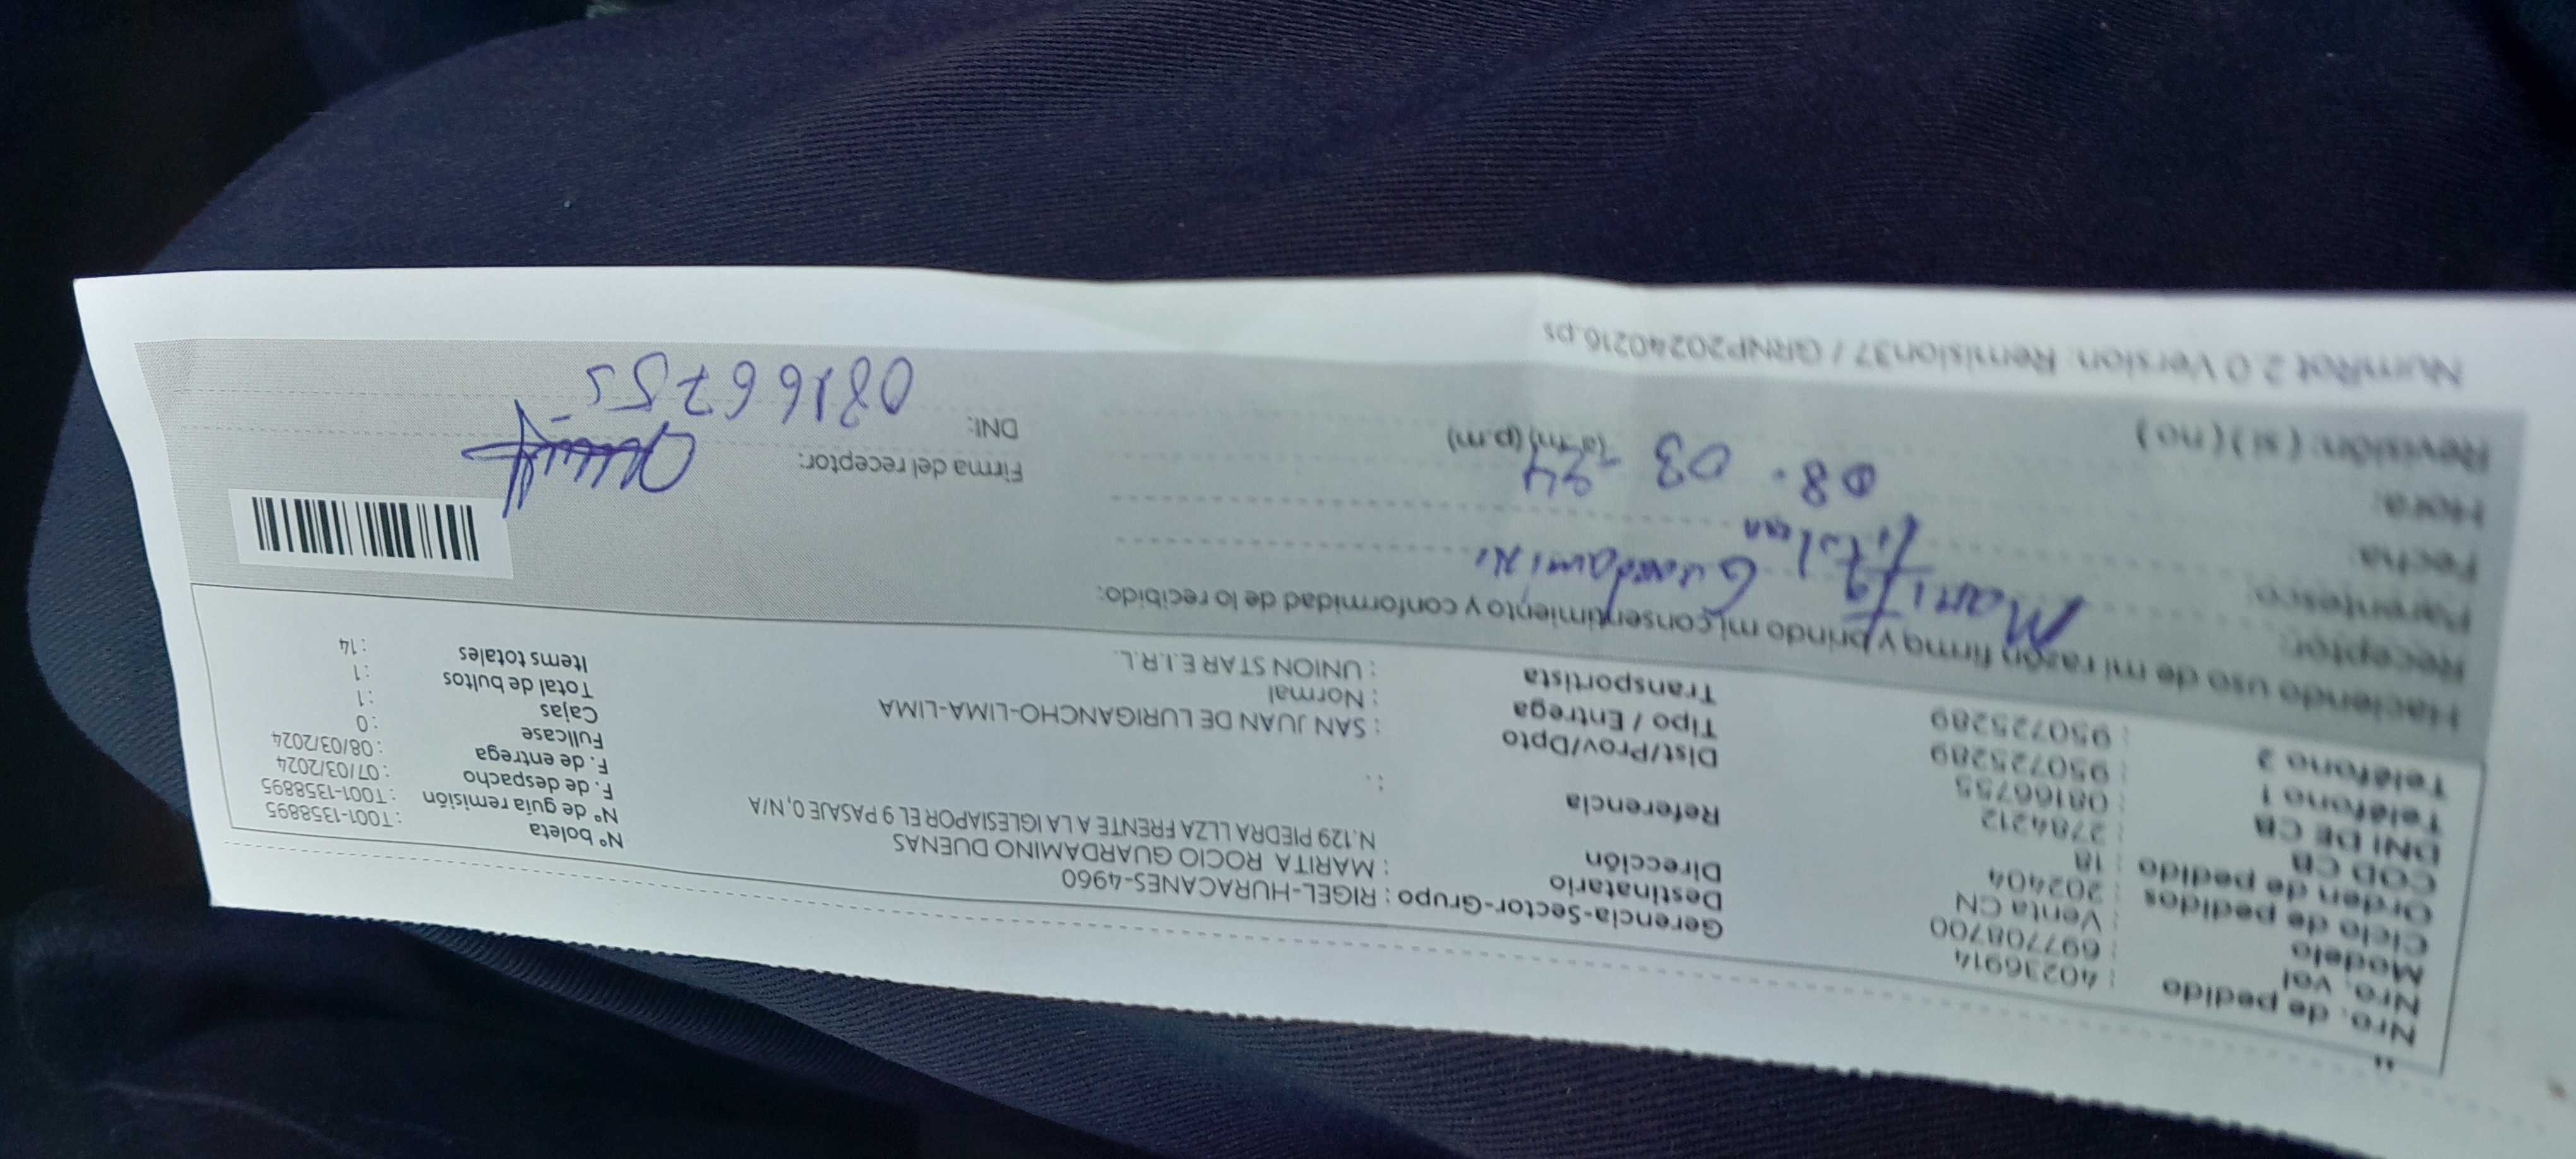 Nro. de pedido : 40236914
Nro. vol : 697708700
Modelo : Venta CN
Ciclo de pedidos : 202404
Orden de pedido : 18
COD CB : 3784212
DNI DE CB : 08166755
Teléfono 1 : 950725289
Teléfono 2 : 950725289
Gerencia-Sector-Grupo : RIGEL-HURACANES-4960
Destinatario : MARITA ROCIO GUARDAMINO DUENAS
Dirección N.129 PIEDRA LLZA FRENTE A LA IGLESIAPOR EL 9 PASAJE 0, N/A
Referencia :
Dist/Prov/Dpto : SAN JUAN DE LURIGANCHO-LIMA-LIMA
Tipo / Entrega : Normal
Transportista : UNION STAR E.I.R.L.
Nº boleta : T001-1358895
Nº de guía remisión : T001-1358895
F. de despacho : 07/03/2024
F. de entrega : 08/03/2024
Fullcase : 0
Cajas : 1
Total de bultos : 1
Items totales : 14
Haciendo uso de mi razón firma y brindo mi consentimiento y conformidad de lo recibido:
Receptor: Marita Guardamino
Parentesco: titular
Fecha: 08. 03 - 24
Hora: (a.m) (p.m)
Revisión: ( si ) ( no )
Firma del receptor:
DNI: 08166755
NumRot 2.0 Version: Remision37 / GRNP20240216.ps